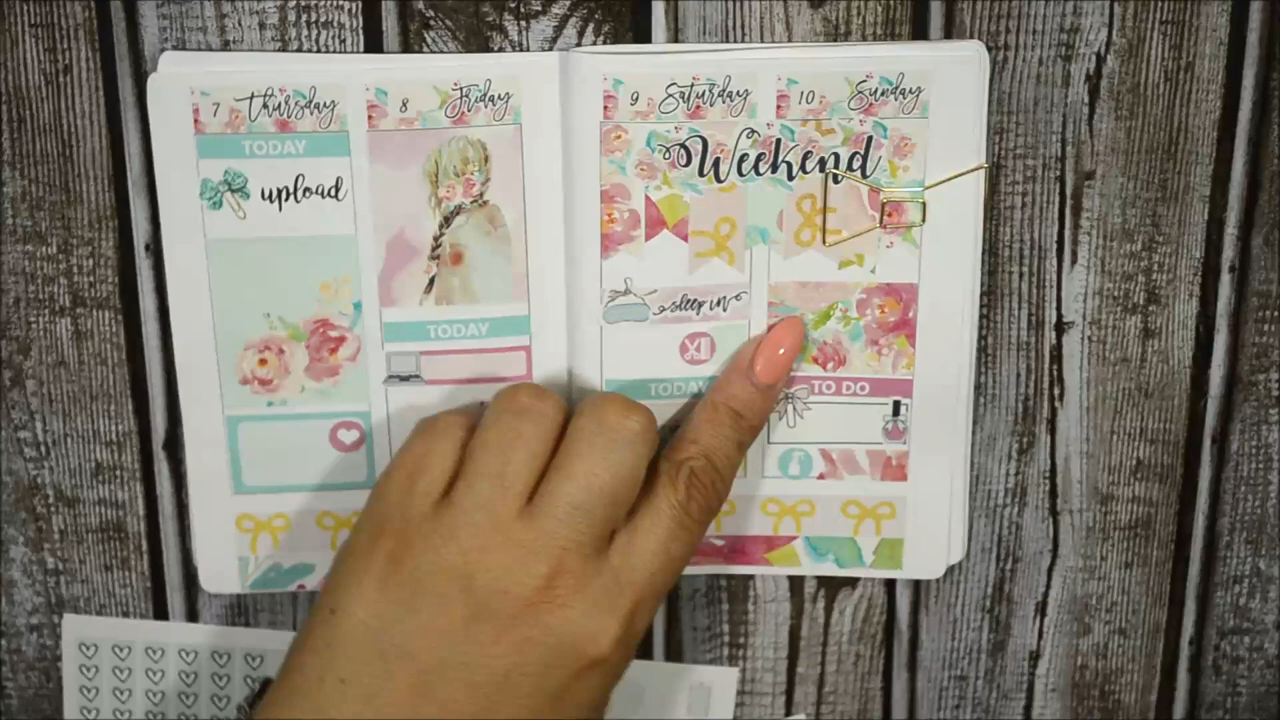 7 Thursday
TODAY
upload
8 Friday
TODAY
9 Saturday
10 Sunday
Weekend
sleep in
TODAY
TO DO